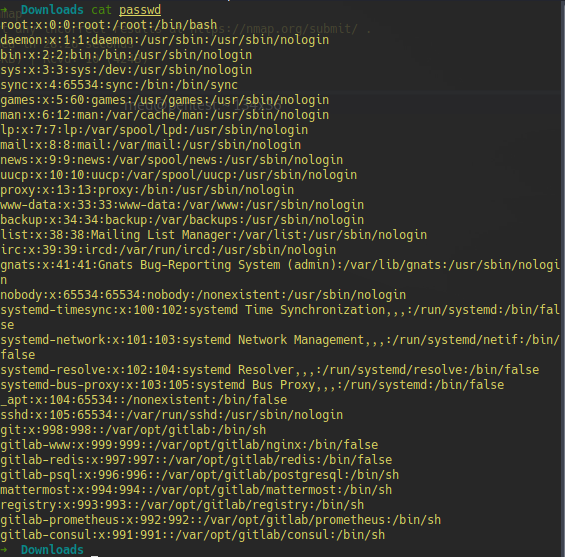 ➜ Downloads cat passwd
root:x:0:0:root:/root:/bin/bash
daemon:x:1:1:daemon:/usr/sbin:/usr/sbin/nologin
bin:x:2:2:bin:/bin:/usr/sbin/nologin
sys:x:3:3:sys:/dev:/usr/sbin/nologin
sync:x:4:65534:sync:/bin:/bin/sync
games:x:5:60:games:/usr/games:/usr/sbin/nologin
man:x:6:12:man:/var/cache/man:/usr/sbin/nologin
lp:x:7:7:lp:/var/spool/lpd:/usr/sbin/nologin
mail:x:8:8:mail:/var/mail:/usr/sbin/nologin
news:x:9:9:news:/var/spool/news:/usr/sbin/nologin
uucp:x:10:10:uucp:/var/spool/uucp:/usr/sbin/nologin
proxy:x:13:13:proxy:/bin:/usr/sbin/nologin
www-data:x:33:33:www-data:/var/www:/usr/sbin/nologin
backup:x:34:34:backup:/var/backups:/usr/sbin/nologin
list:x:38:38:Mailing List Manager:/var/list:/usr/sbin/nologin
irc:x:39:39:ircd:/var/run/ircd:/usr/sbin/nologin
gnats:x:41:41:Gnats Bug-Reporting System (admin):/var/lib/gnats:/usr/sbin/nologi
n
nobody:x:65534:65534:nobody:/nonexistent:/usr/sbin/nologin
systemd-timesync:x:100:102:systemd Time Synchronization,,,:/run/systemd:/bin/fal
se
systemd-network:x:101:103:systemd Network Management,,,:/run/systemd/netif:/bin/
false
systemd-resolve:x:102:104:systemd Resolver,,,:/run/systemd/resolve:/bin/false
systemd-bus-proxy:x:103:105:systemd Bus Proxy,,,:/run/systemd:/bin/false
_apt:x:104:65534::/nonexistent:/bin/false
sshd:x:105:65534::/var/run/sshd:/usr/sbin/nologin
git:x:998:998::/var/opt/gitlab:/bin/sh
gitlab-www:x:999:999::/var/opt/gitlab/nginx:/bin/false
gitlab-redis:x:997:997::/var/opt/gitlab/redis:/bin/false
gitlab-psql:x:996:996::/var/opt/gitlab/postgresql:/bin/sh
mattermost:x:994:994::/var/opt/gitlab/mattermost:/bin/sh
registry:x:993:993::/var/opt/gitlab/registry:/bin/sh
gitlab-prometheus:x:992:992::/var/opt/gitlab/prometheus:/bin/sh
gitlab-consul:x:991:991::/var/opt/gitlab/consul:/bin/sh
➜ Downloads